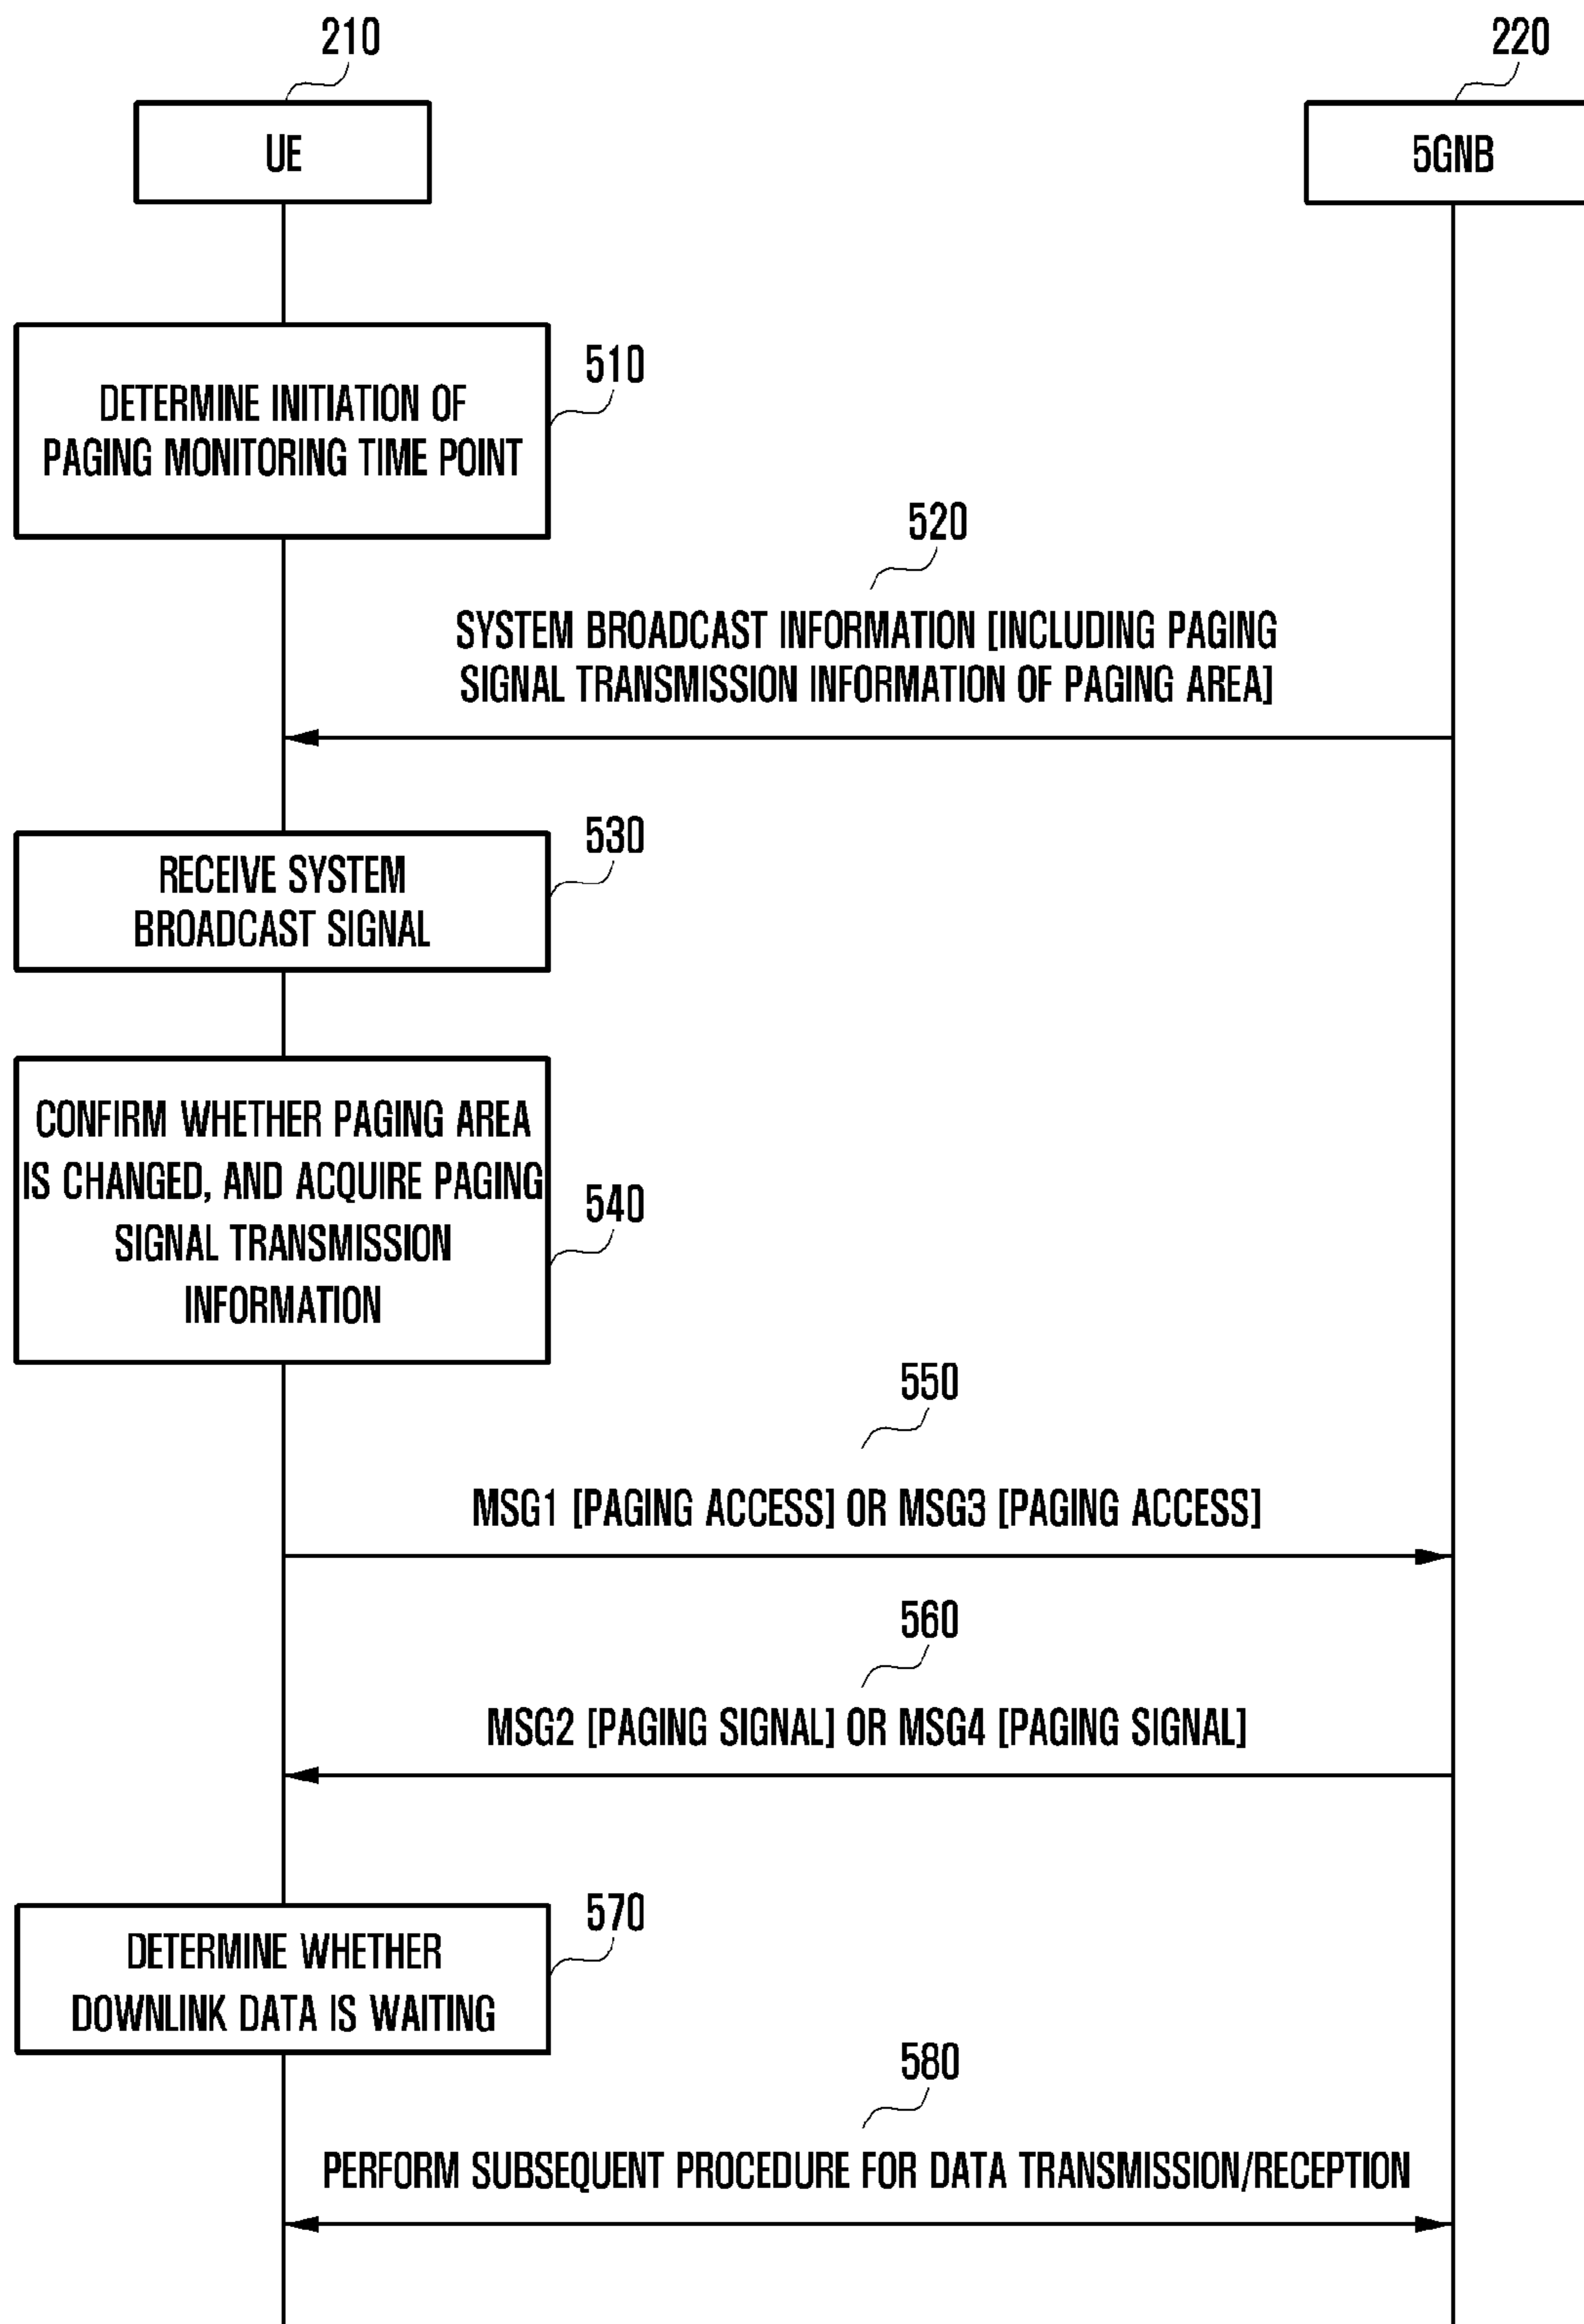 210
220
UE
5GNB
510
DETERMINE INITIATION OF
PAGING MONITORING TIME POINT
520
SYSTEM BROADCAST INFORMATION [INCLUDING PAGING
SIGNAL TRANSMISSION INFORMATION OF PAGING AREA]
530
RECEIVE SYSTEM
BROADCAST SIGNAL
CONFIRM WHETHER PAGING AREA
IS CHANGED, AND ACQUIRE PAGING
SIGNAL TRANSMISSION
INFORMATION
540
550
MSG1 [PAGING ACCESS] OR MSG3 [PAGING ACCESS]
560
MSG2 [PAGING SIGNAL] OR MSG4 [PAGING SIGNAL]
570
DETERMINE WHETHER
DOWNLINK DATA IS WAITING
580
PERFORM SUBSEQUENT PROCEDURE FOR DATA TRANSMISSION/RECEPTION